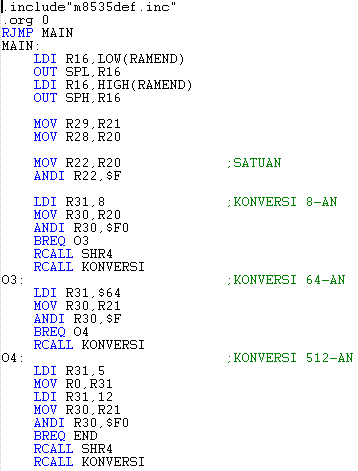 .include"m8535def.inc"
.org 0
RJMP MAIN
MAIN:
LDI R16,LOW(RAMEND)
OUT SPL,R16
LDI R16,HIGH(RAMEND)
OUT SPH,R16
MOV R29,R21
MOV R28,R20
MOV R22,R20 ;SATUAN
ANDI R22,$F
LDI R31,8 ;KONVERSI 8-AN
MOV R30,R20
ANDI R30,$F0
BREQ O3
RCALL SHR4
RCALL KONVERSI
O3: ;KONVERSI 64-AN
LDI R31,$64
MOV R30,R21
ANDI R30,$F
BREQ O4
RCALL KONVERSI
O4: ;KONVERSI 512-AN
LDI R31,5
MOV R0,R31
LDI R31,12
MOV R30,R21
ANDI R30,$F0
BREQ END
RCALL SHR4
RCALL KONVERSI